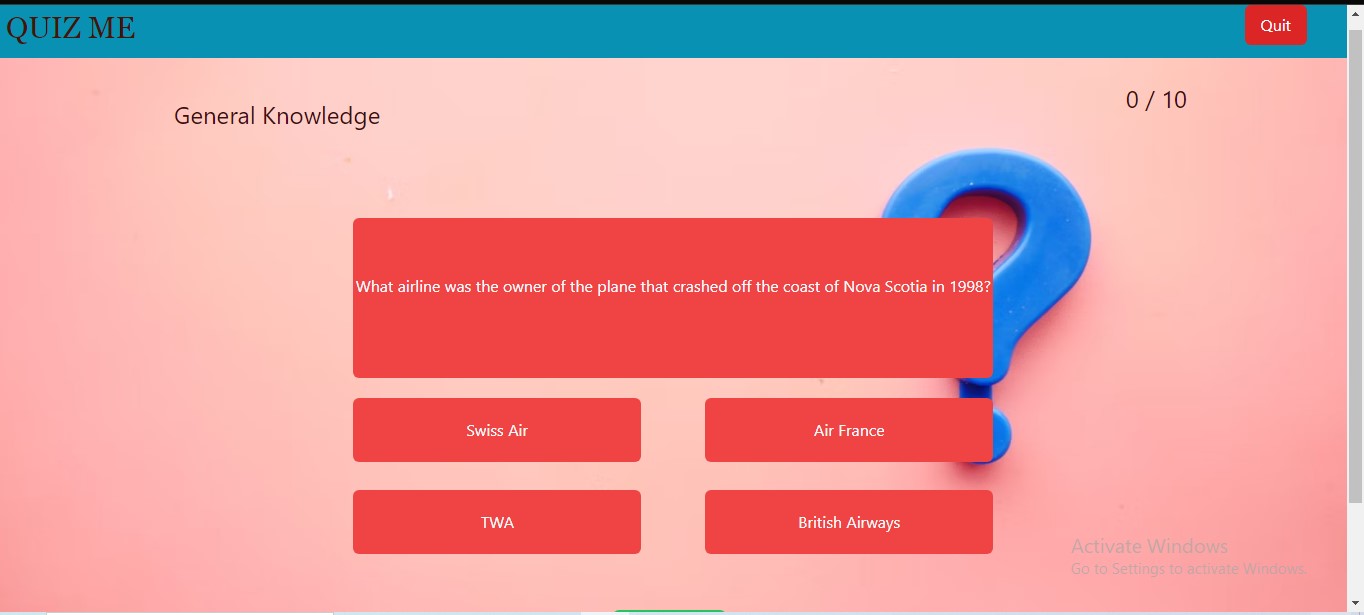 QUIZ ME
Quit
General Knowledge
0 / 10
What airline was the owner of the plane that crashed off the coast of Nova Scotia in 1998?
Swiss Air
Air France
TWA
British Airways
Activate Windows
Go to Settings to activate Windows.